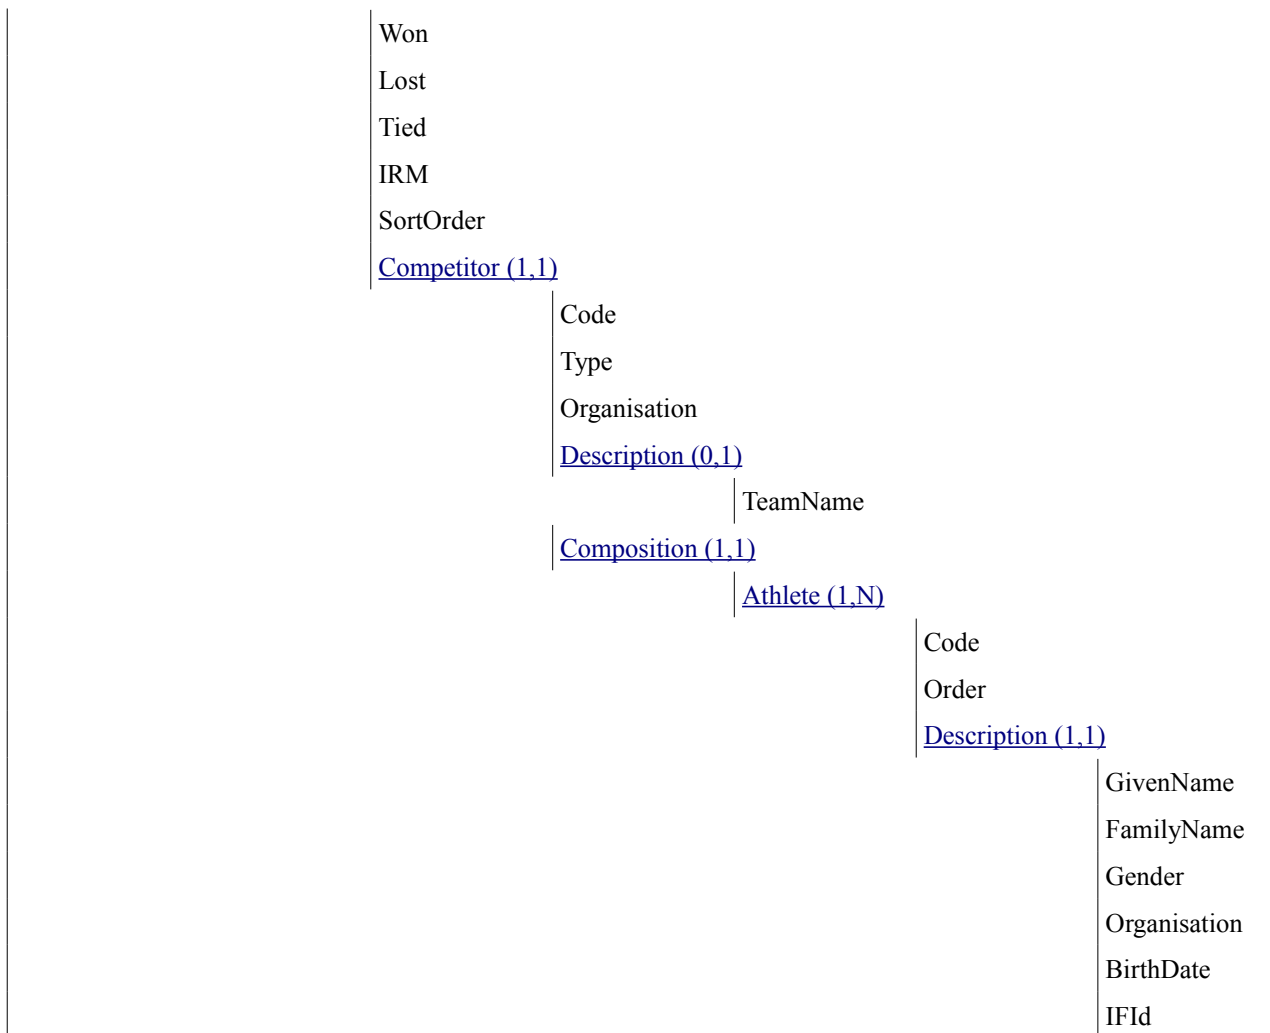 Won
Lost
Tied
IRM
SortOrder
Competitor (1,1)
Code
Type
Organisation
Description (0,1)
TeamName
Composition (1,1)
Athlete (1,N)
Code
Order
Description (1,1)
GivenName
FamilyName
Gender
Organisation
BirthDate
IFId